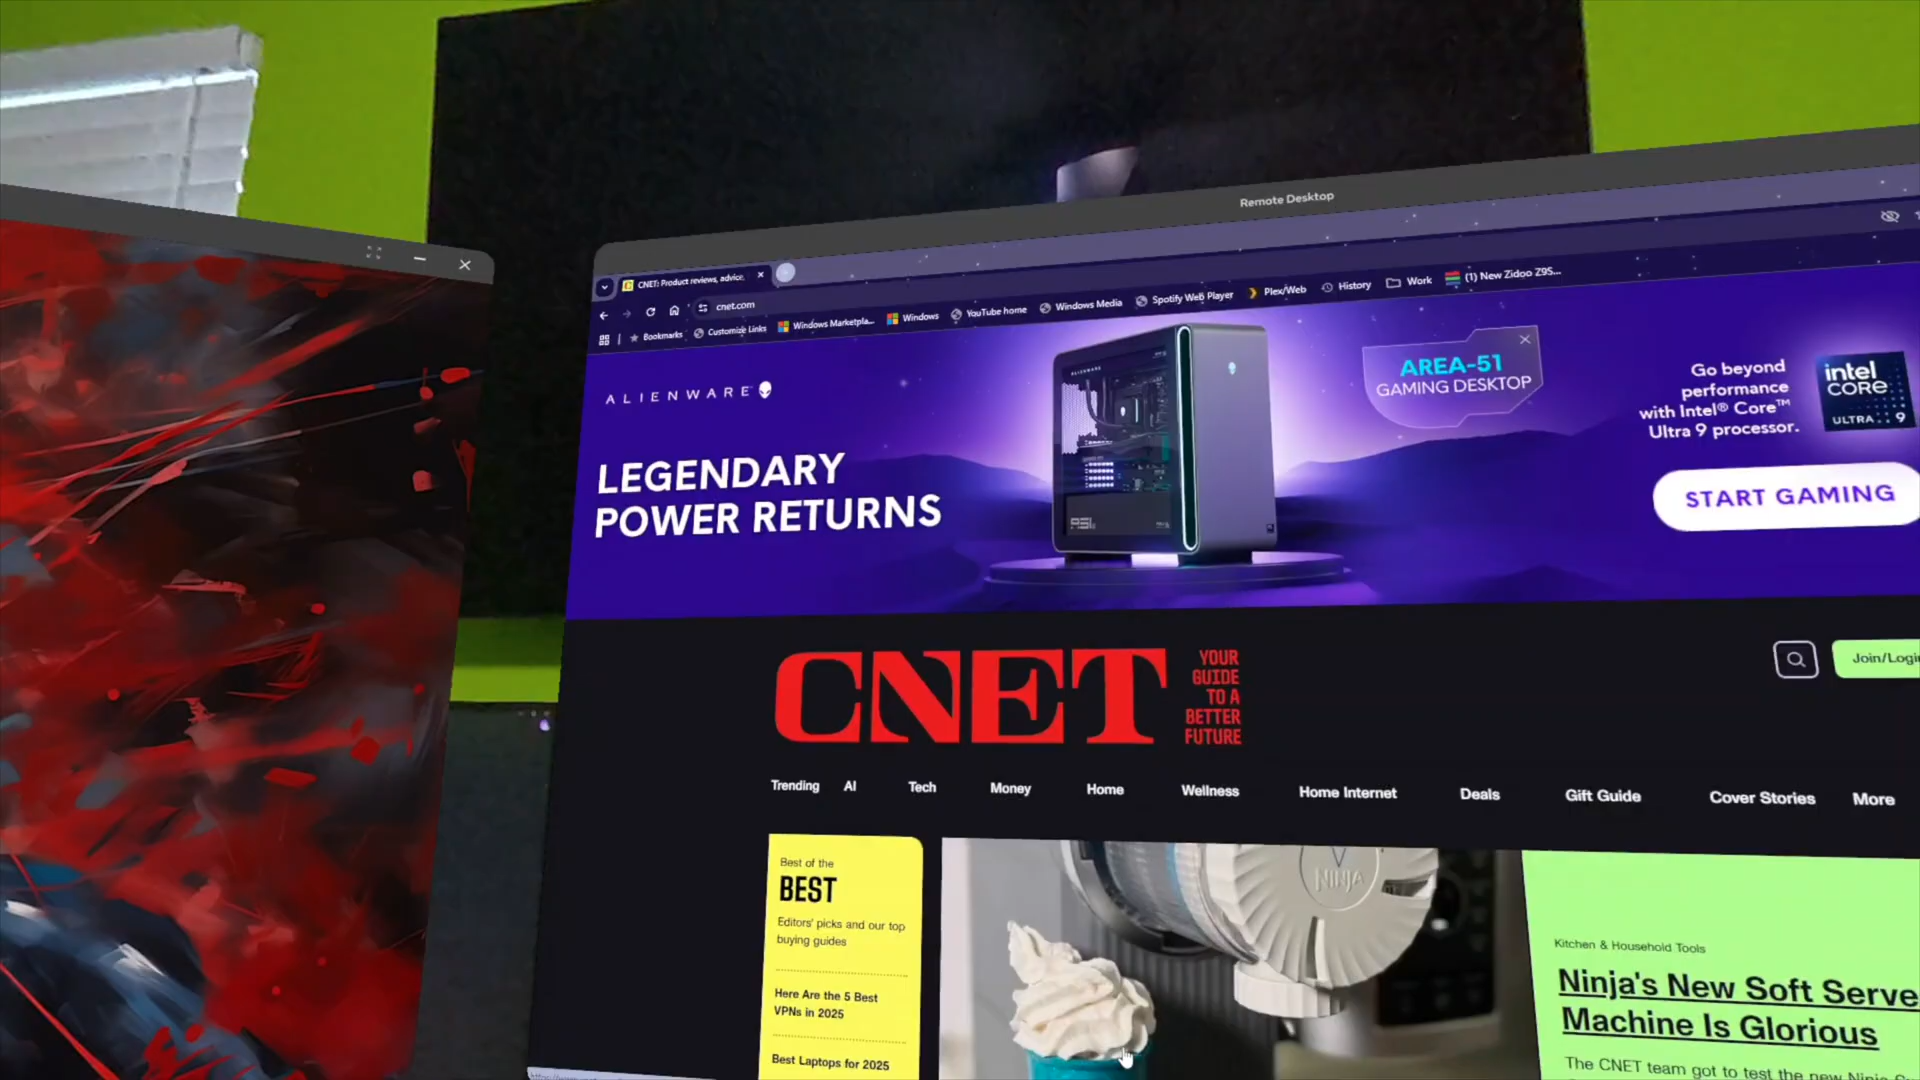 Remote Desktop
CNET: Product reviews, advice,
cnet.com
Bookmarks
Customize Links
Windows Marketpla...
Windows
YouTube home
Windows Media
Spotify Web Player
Plex/Web
History
Work
(1) New Zidoo Z9S...
ALIENWARE
LEGENDARY
POWER RETURNS
ALIENWARE
AREA-51
GAMING DESKTOP
Go beyond
performance
with Intel® Core™
Ultra 9 processor.
intel
CORE
ULTRA 9
START GAMING
CNET
YOUR
GUIDE
TO A
BETTER
FUTURE
Join/Login
Trending AI Tech Money Home Wellness Home Internet Deals Gift Guide Cover Stories More
Best of the
BEST
Editors' picks and our top
buying guides
Here Are the 5 Best
VPNs in 2025
Best Laptops for 2025
NINJA
Kitchen & Household Tools
Ninja's New Soft Serve
Machine Is Glorious
The CNET team got to test the new Ninja